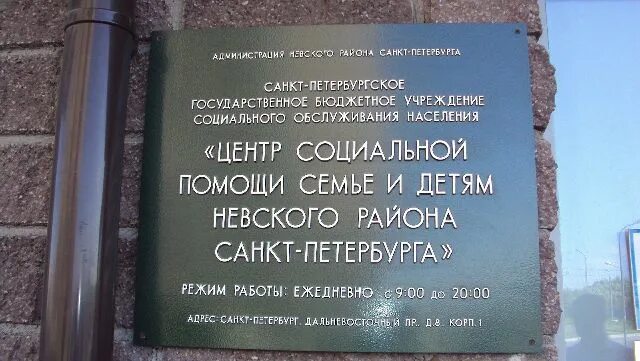 АДМИНИСТРАЦИЯ НЕВСКОГО РАЙОНА САНКТ-ПЕТЕРБУРГА
САНКТ-ПЕТЕРБУРГСКОЕ
ГОСУДАРСТВЕННОЕ БЮДЖЕТНОЕ УЧРЕЖДЕНИЕ
СОЦИАЛЬНОГО ОБСЛУЖИВАНИЯ НАСЕЛЕНИЯ
«ЦЕНТР СОЦИАЛЬНОЙ
ПОМОЩИ СЕМЬЕ И ДЕТЯМ
НЕВСКОГО РАЙОНА
САНКТ-ПЕТЕРБУРГА»
РЕЖИМ РАБОТЫ: ЕЖЕДНЕВНО с 9:00 до 20:00
АДРЕС-САНКТ-ПЕТЕРБУРГ, ДАЛЬНЕВОСТОЧНЫЙ ПР., Д.8, КОРП.1